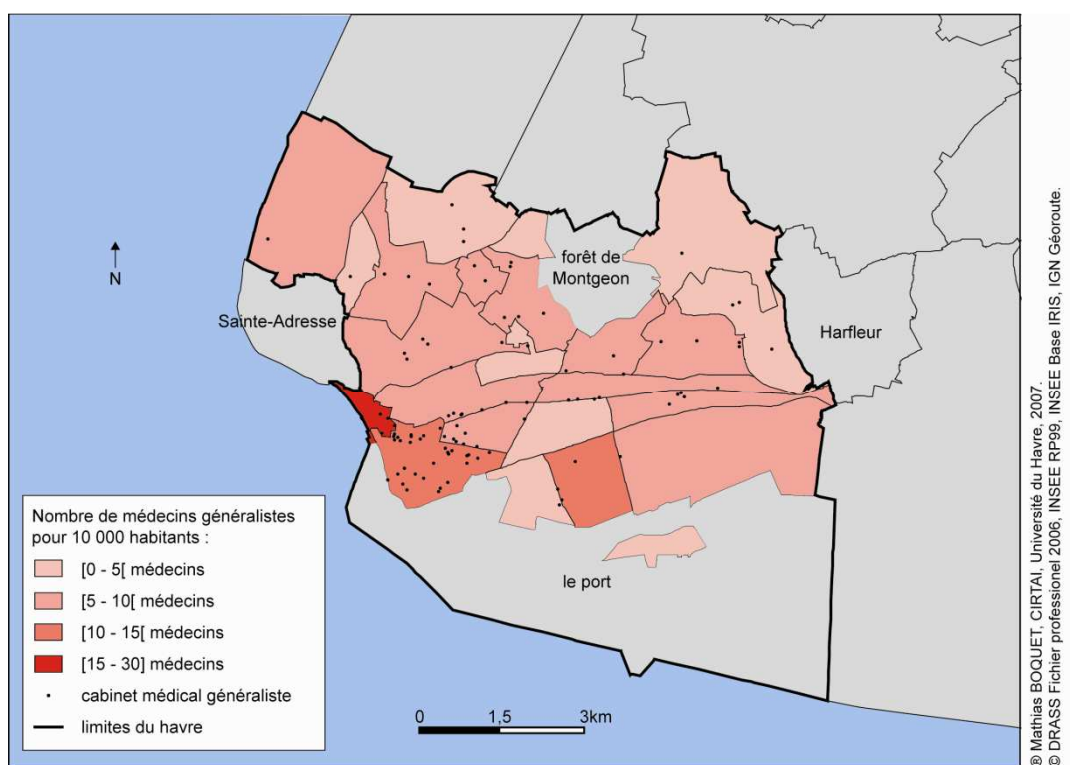 N
forêt de
Montgeon
Sainte-Adresse
Harfleur
le port
Nombre de médecins généralistes
pour 10 000 habitants :
[0 - 5[ médecins
[5 - 10[ médecins
[10 - 15[ médecins
[15 - 30] médecins
cabinet médical généraliste
limites du havre
0 1,5 3km
® Mathias BOQUET, CIRTAI, Université du Havre, 2007.
© DRASS Fichier professionel 2006, INSEE RP99, INSEE Base IRIS, IGN Géoroute.